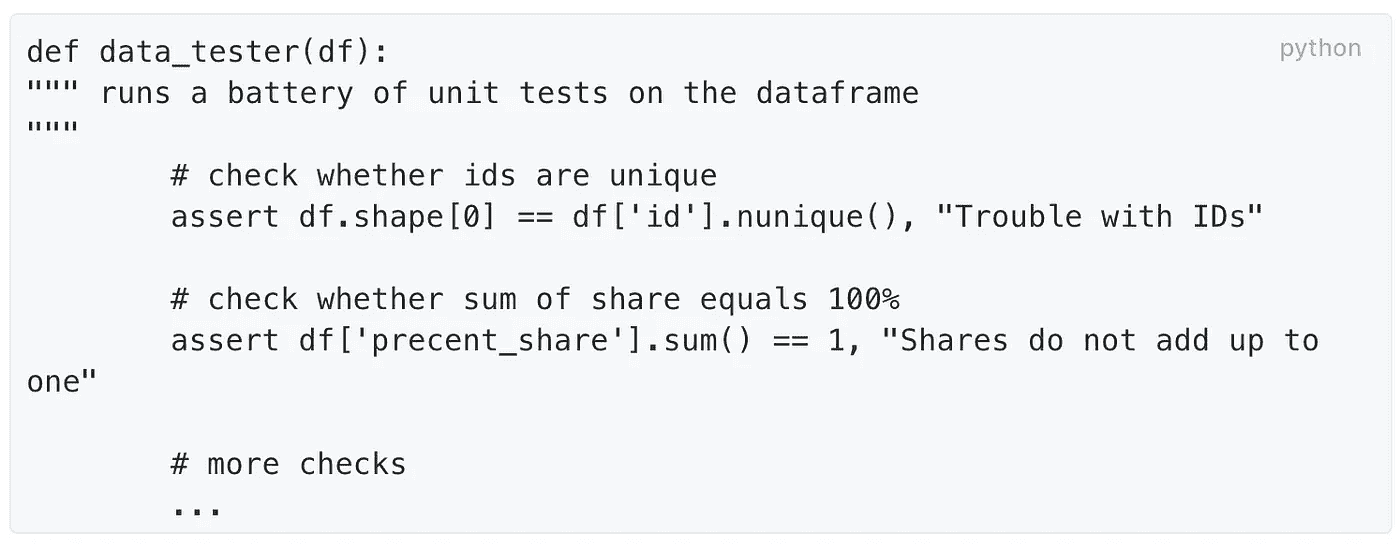 def data_tester(df):
python
""" runs a battery of unit tests on the dataframe
"""
# check whether ids are unique
assert df.shape[0] == df['id'].nunique(), "Trouble with IDs"
# check whether sum of share equals 100%
assert df['precent_share'].sum() == 1, "Shares do not add up to
one"
# more checks
...